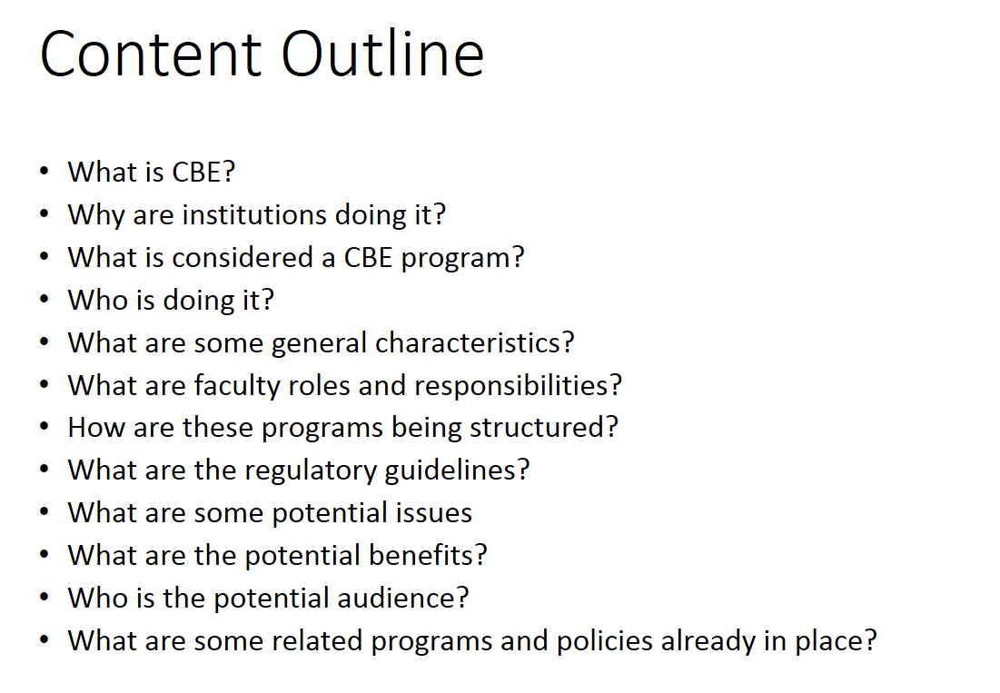 Content Outline
• What is CBE?
• Why are institutions doing it?
• What is considered a CBE program?
• Who is doing it?
• What are some general characteristics?
• What are faculty roles and responsibilities?
• How are these programs being structured?
• What are the regulatory guidelines?
• What are some potential issues
• What are the potential benefits?
• Who is the potential audience?
• What are some related programs and policies already in place?